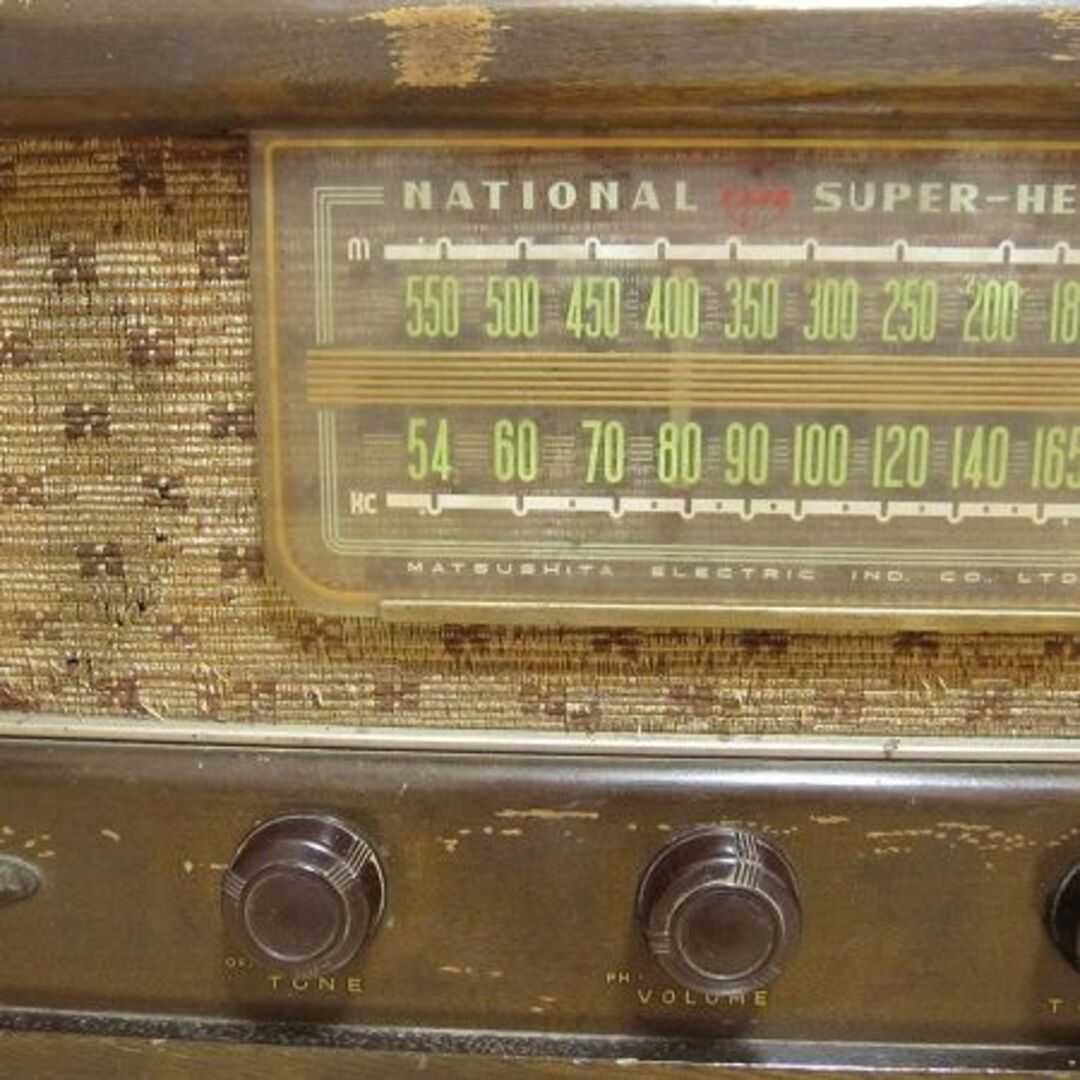 NATIONAL SUPER-HE
m
550 500 450 400 350 300 250 200 18
54 60 70 80 90 100 120 140 165
KC
MATSUSHITA ELECTRIC IND. CO., LTD
TONE
PH
VOLUME
T